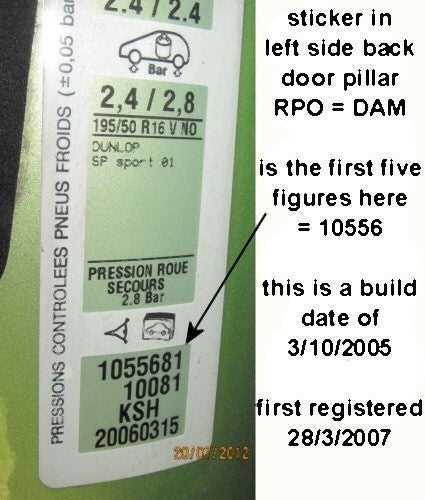 2.4 / 2.4
Bar
2,4 / 2,8
195/50 R16 V NO
DUNLOP
SP sport 01
PRESSION ROUE
SECOURS
2.8 Bar
1055681
10081
KSH
20060315
PRESSIONS CONTROLEES PNEUS FROIDS (±0,05 bar
sticker in
left side back
door pillar
RPO = DAM
is the first five
figures here
= 10556
this is a build
date of
3/10/2005
first registered
28/3/2007